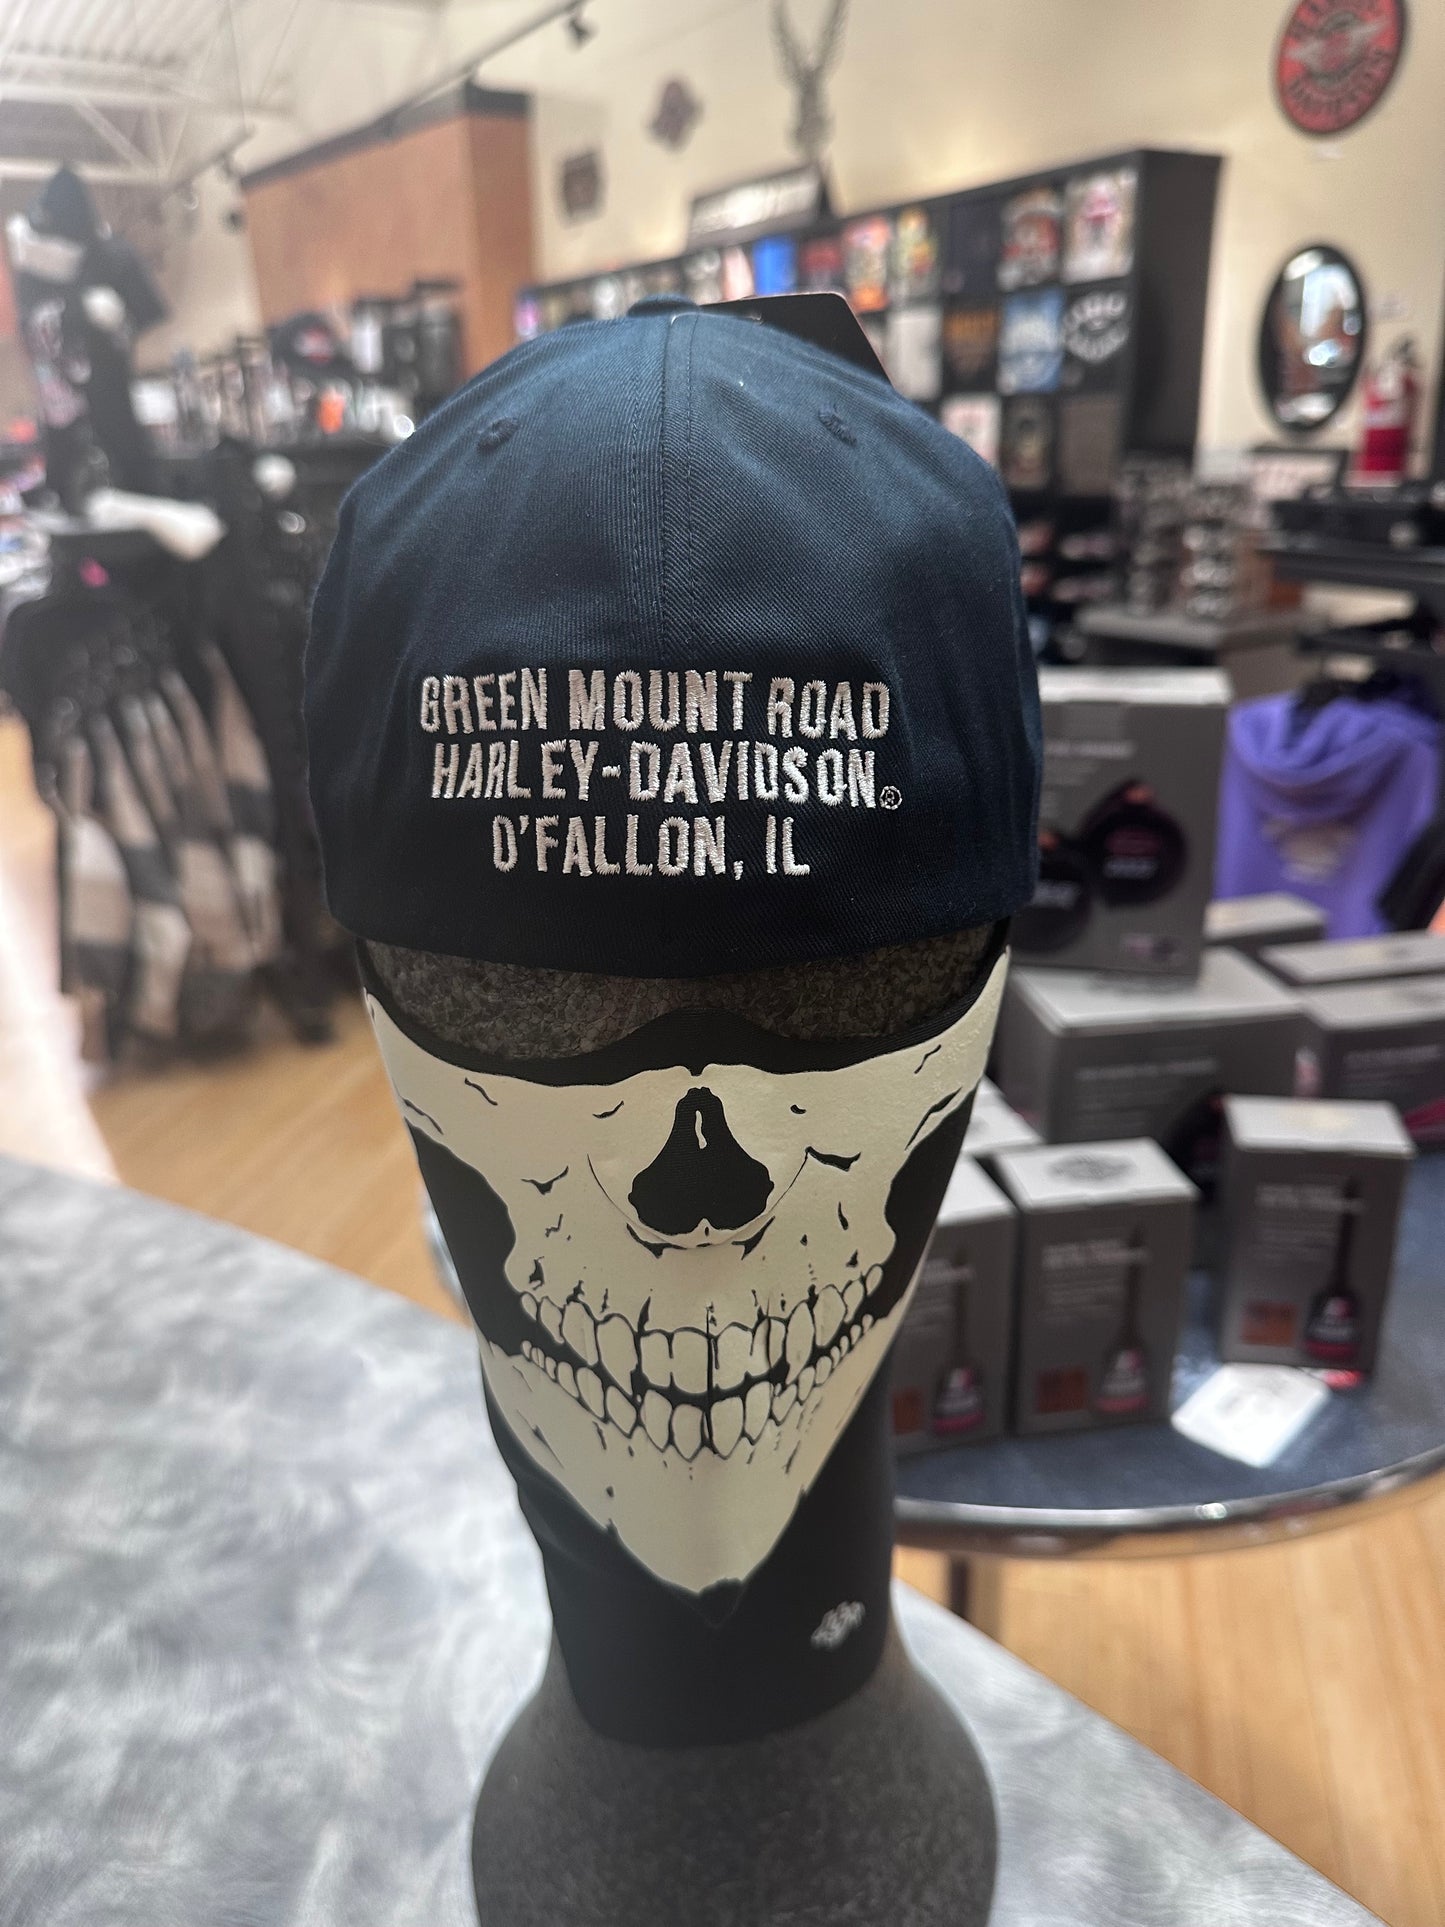 GREEN MOUNT ROAD
HARLEY-DAVIDSON®
O'FALLON, IL